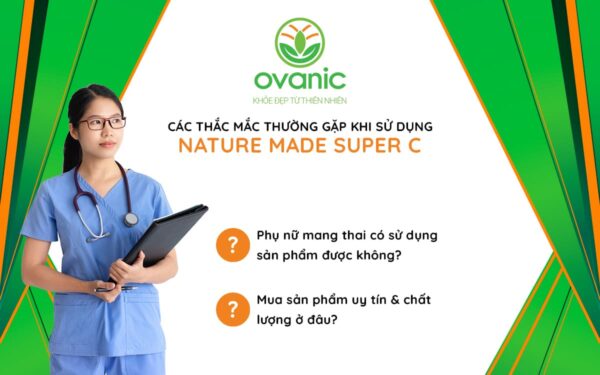 ovanic
KHỎE ĐẸP TỪ THIÊN NHIÊN
CÁC THẮC MẮC THƯỜNG GẶP KHI SỬ DỤNG
NATURE MADE SUPER C
? Phụ nữ mang thai có sử dụng
sản phẩm được không?
? Mua sản phẩm uy tín & chất
lượng ở đâu?